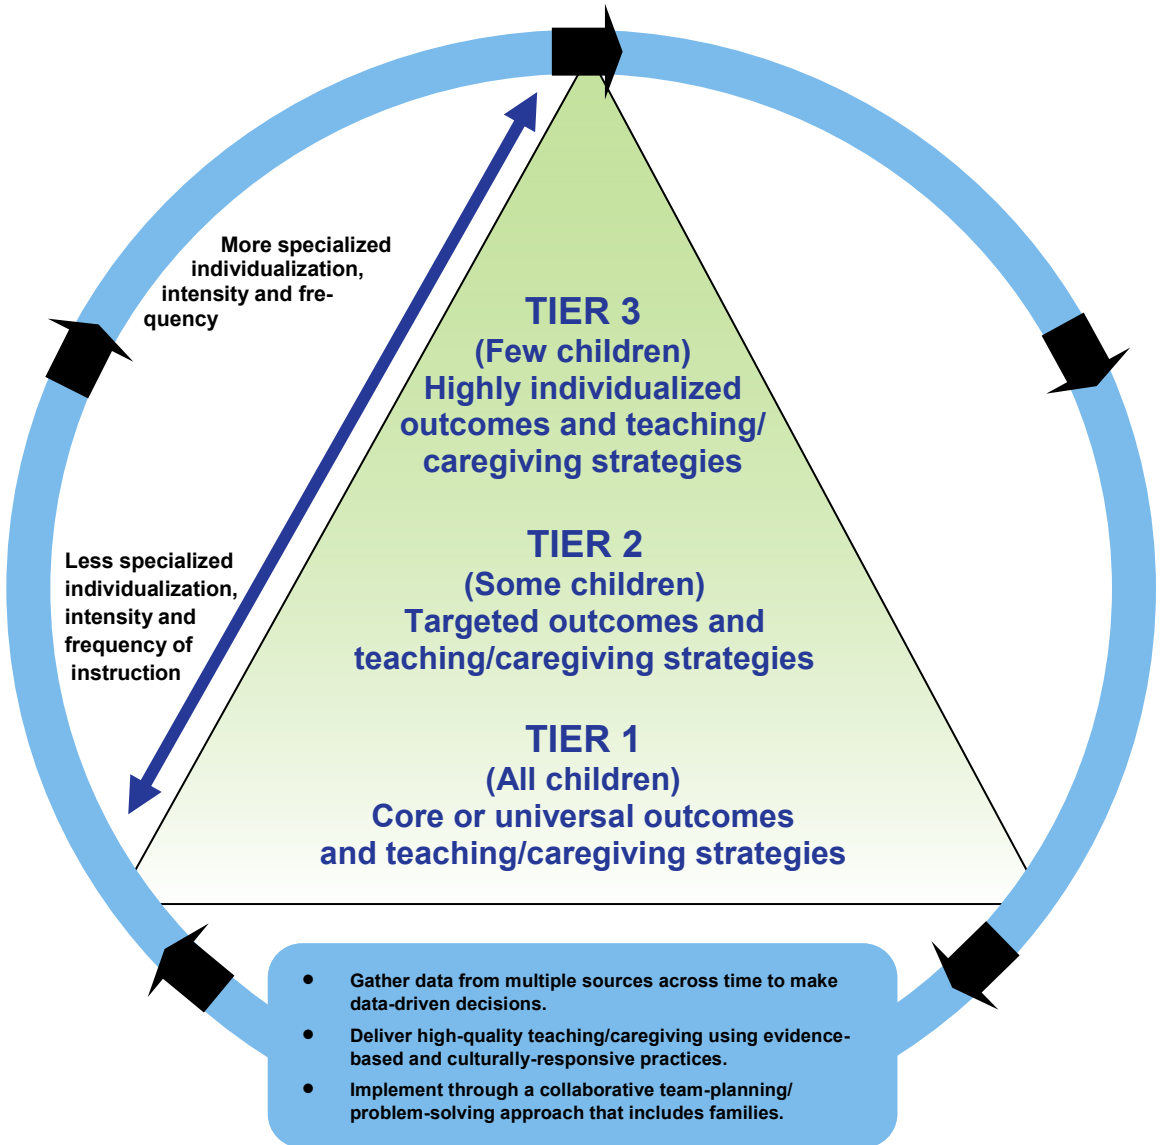 More specialized
individualization,
intensity and fre-
quency
TIER 3
(Few children)
Highly individualized
outcomes and teaching/
caregiving strategies
Less specialized
individualization,
intensity and
frequency of
instruction
TIER 2
(Some children)
Targeted outcomes and
teaching/caregiving strategies
TIER 1
(All children)
Core or universal outcomes
and teaching/caregiving strategies
• Gather data from multiple sources across time to make
data-driven decisions.
• Deliver high-quality teaching/caregiving using evidence-
based and culturally-responsive practices.
• Implement through a collaborative team-planning/
problem-solving approach that includes families.